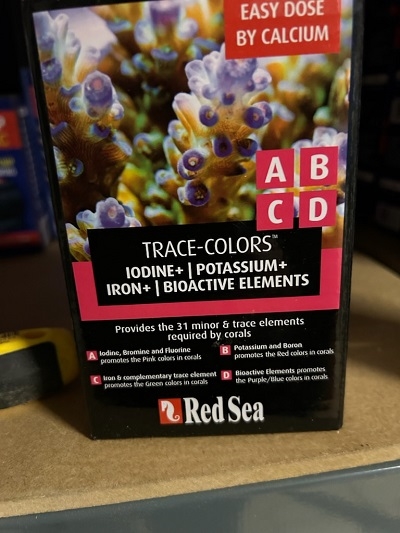 EASY DOSE
BY CALCIUM
A B
C D
TRACE-COLORS™
IODINE+ | POTASSIUM+
IRON+ | BIOACTIVE ELEMENTS
Provides the 31 minor & trace elements
required by corals
A Iodine, Bromine and Fluorine
promotes the Pink colors in corals
B Potassium and Boron
promotes the Red colors in corals
C Iron & complementary trace element
promotes the Green colors in corals
D Bioactive Elements promotes
the Purple/Blue colors in corals
Red Sea